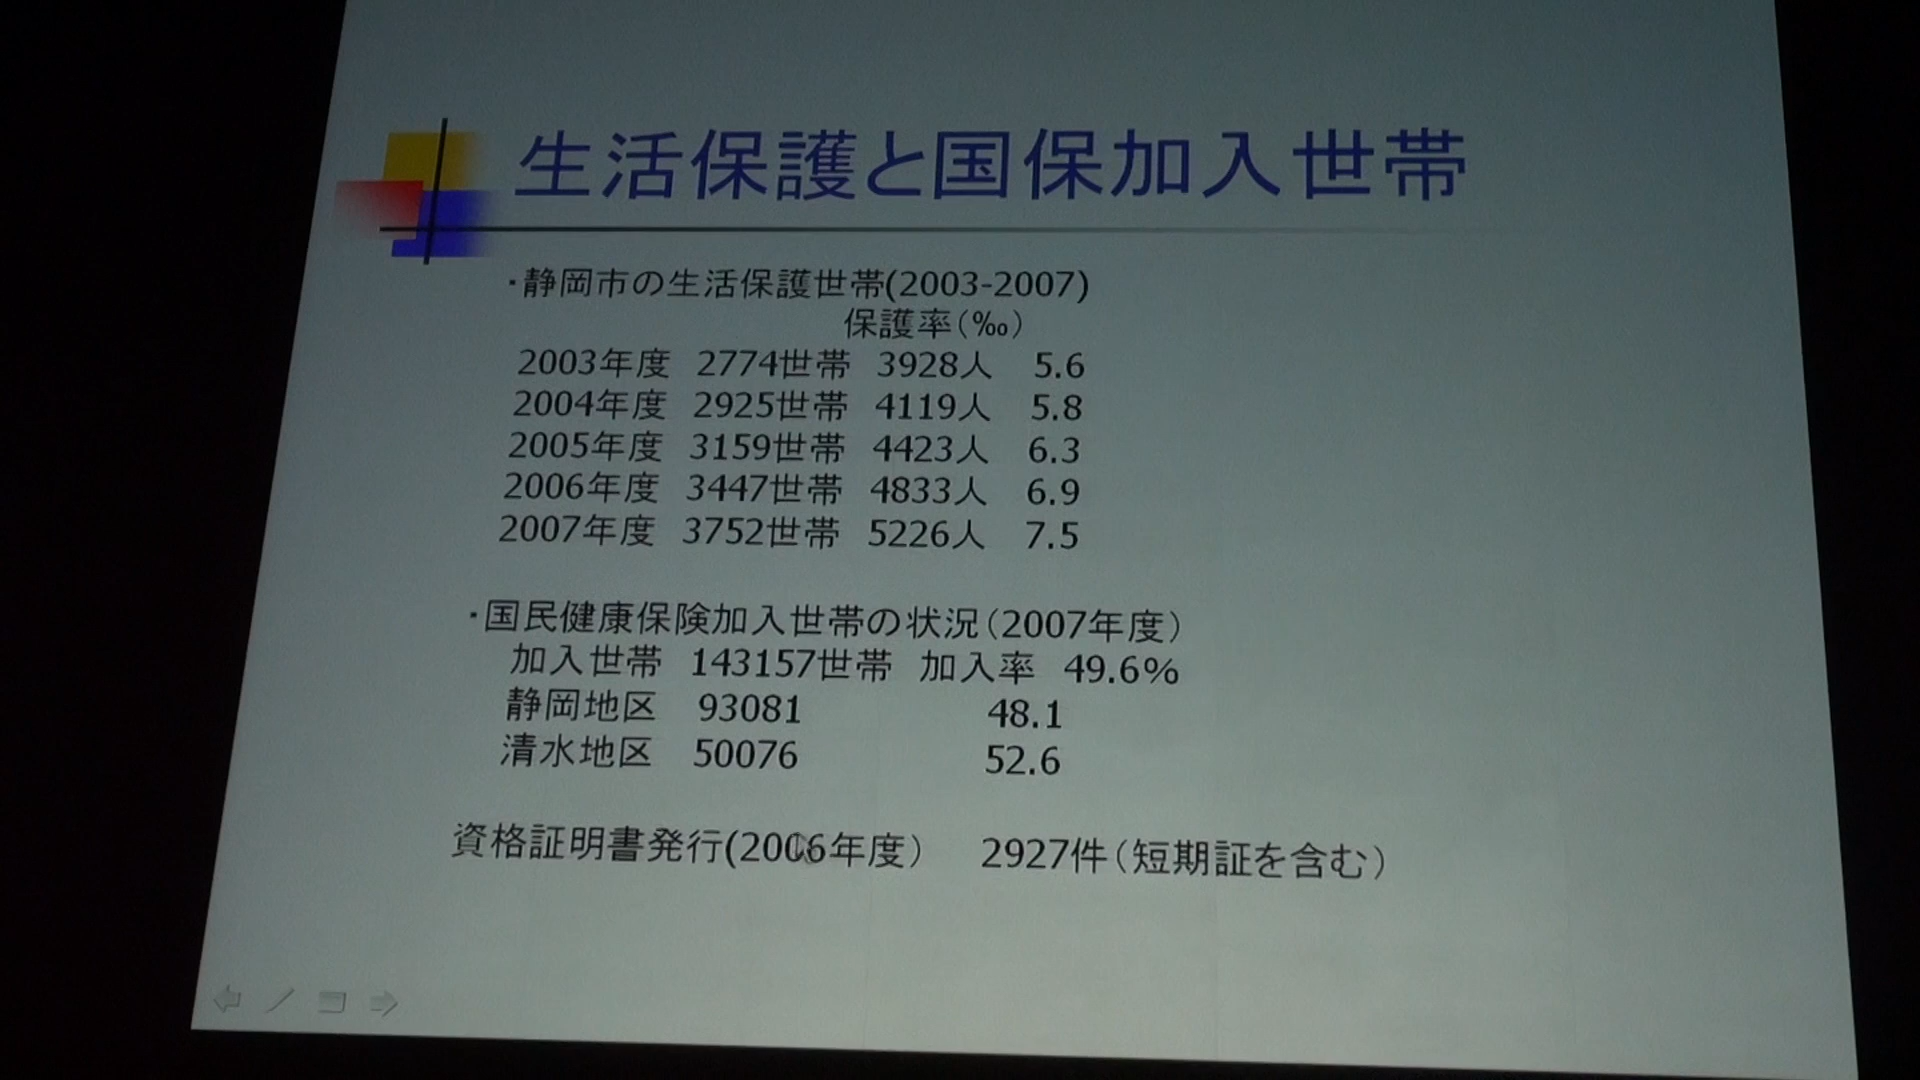 生活保護と国保加入世帯
・静岡市の生活保護世帯(2003-2007)
保護率(‰)
2003年度 2774世帯 3928人 5.6
2004年度 2925世帯 4119人 5.8
2005年度 3159世帯 4423人 6.3
2006年度 3447世帯 4833人 6.9
2007年度 3752世帯 5226人 7.5
・国民健康保険加入世帯の状況(2007年度)
加入世帯 143157世帯 加入率 49.6%
静岡地区 93081 48.1
清水地区 50076 52.6
資格証明書発行(2006年度) 2927件(短期証を含む)